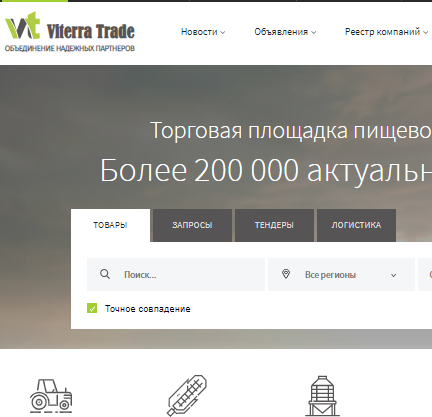 Viterra Trade
ОБЪЕДИНЕНИЕ НАДЕЖНЫХ ПАРТНЕРОВ
Новости
Объявления
Реестр компаний
Торговая площадка пищево
Более 200 000 актуальн
ТОВАРЫ
ЗАПРОСЫ
ТЕНДЕРЫ
ЛОГИСТИКА
Поиск...
Все регионы
Точное совпадение